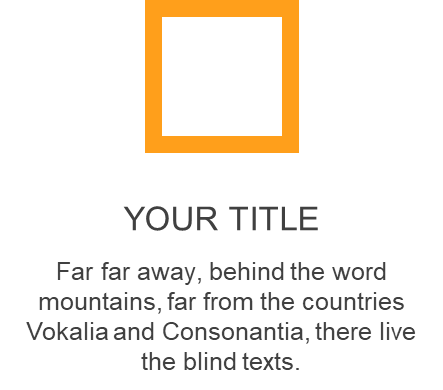 YOUR TITLE
Far far away, behind the word
mountains, far from the countries
Vokalia and Consonantia, there live
the blind texts.